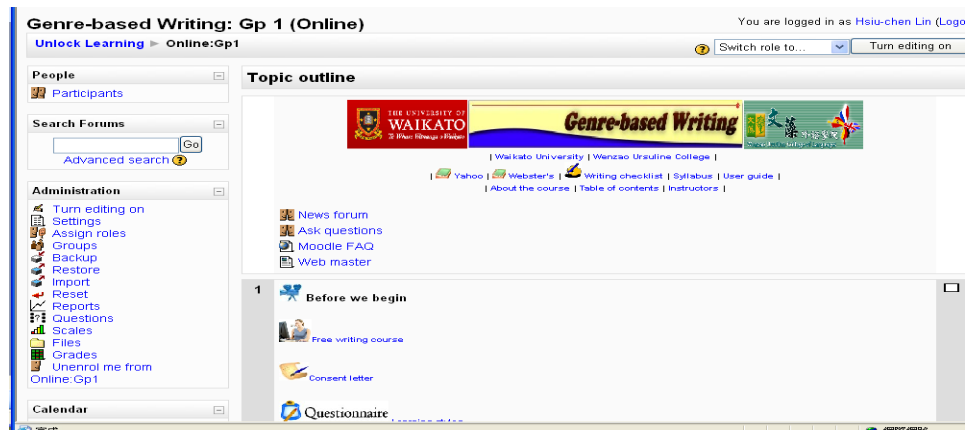 Genre-based Writing: Gp 1 (Online)
You are logged in as Hsiu-chen Lin (Logo
Unlock Learning ► Online:Gp1
Switch role to...
Turn editing on
People
Participants
Search Forums
Go
Advanced search
Administration
Turn editing on
Settings
Assign roles
Groups
Backup
Restore
Import
Reset
Reports
Questions
Scales
Files
Grades
Unenrol me from
Online:Gp1
Calendar
Topic outline
THE UNIVERSITY OF
WAIKATO
Te Whare Wānanga o Waikato
Genre-based Writing
| Waikato University | Wenzao Ursuline College |
| Yahoo | Webster's | Writing checklist | Syllabus | User guide |
| About the course | Table of contents | Instructors |
News forum
Ask questions
Moodle FAQ
Web master
1
Before we begin
Free writing course
Consent letter
Questionnaire